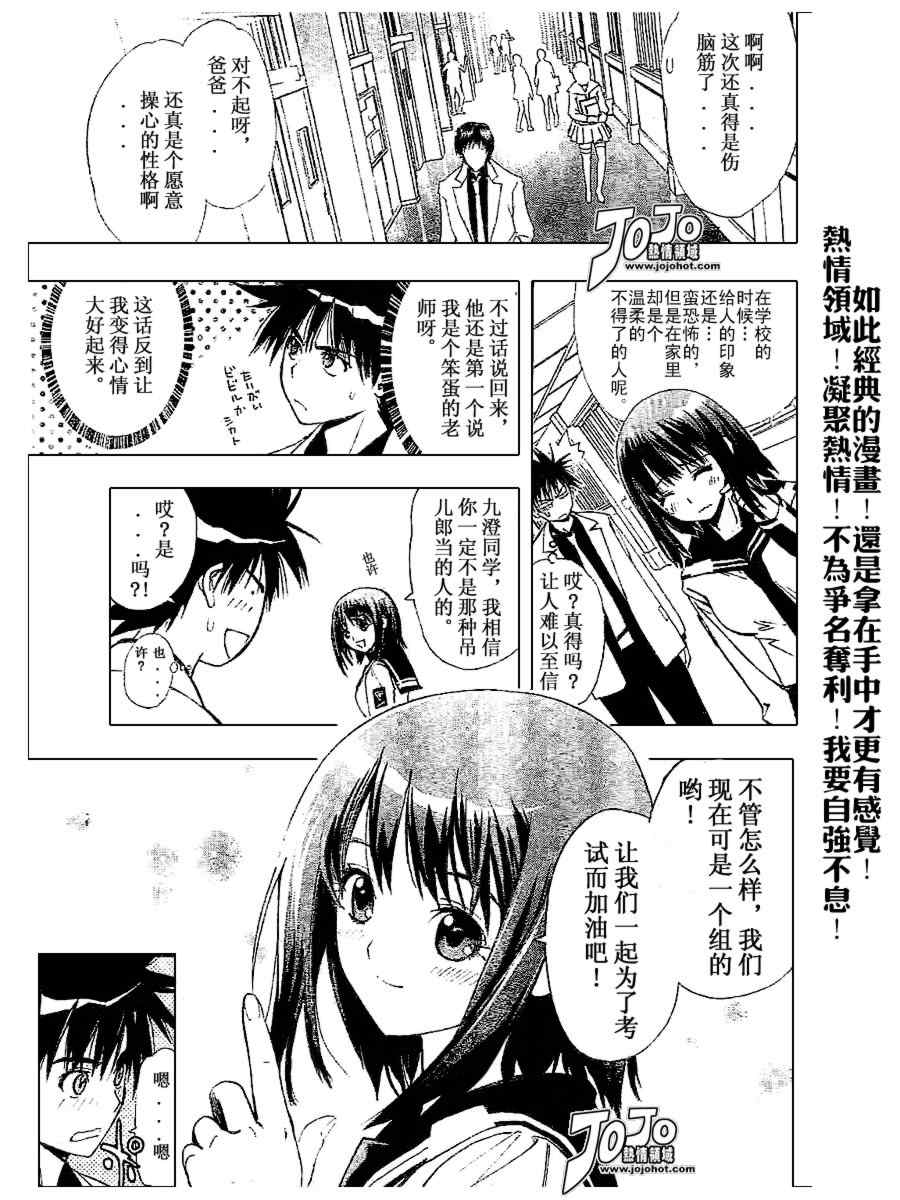 啊啊...
这次还真得是伤
脑筋了...
对不起呀，
爸爸...
还真是个愿意
操心的性格啊
...
JoJo
熱情領域
www.jojohot.com
在学校的
时候…
给人的印象
还是…
蛮恐怖的，
但是在家里
却是个
温柔的
不得了的人呢。
哎？真得吗？
让人难以至信
不过话说回来，
他还是第一个说
我是个笨蛋的老
师呀。
たいがい
ビビルか
シカト
这话反到让
我变得心情
大好起来。
九澄同学，我相信
你一定不是那种吊
儿郎当的人的。
也许
哎？是
...吗？!
也...
许？
不管怎么样，我们
现在可是一个组的
哟！
让我们一起为了考
试而加油吧！
嗯...嗯
JoJo
熱情領域
www.jojohot.com
如此經典的漫畫！還是拿在手中才更有感覺！
熱情領域！凝聚熱情！不為爭名奪利！我要自強不息！